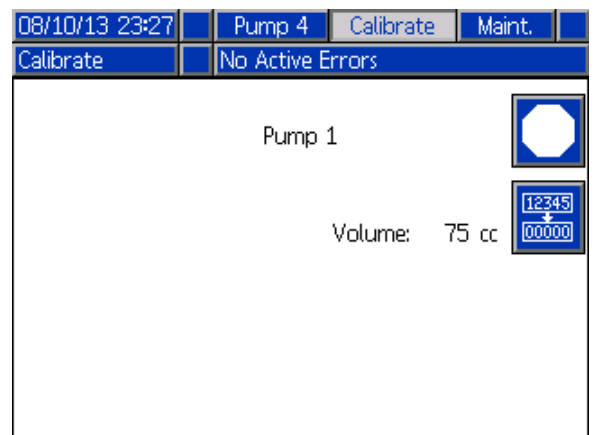 08/10/13 23:27 Pump 4 Calibrate Maint.
Calibrate No Active Errors
Pump 1
12345
Volume: 75 cc
00000